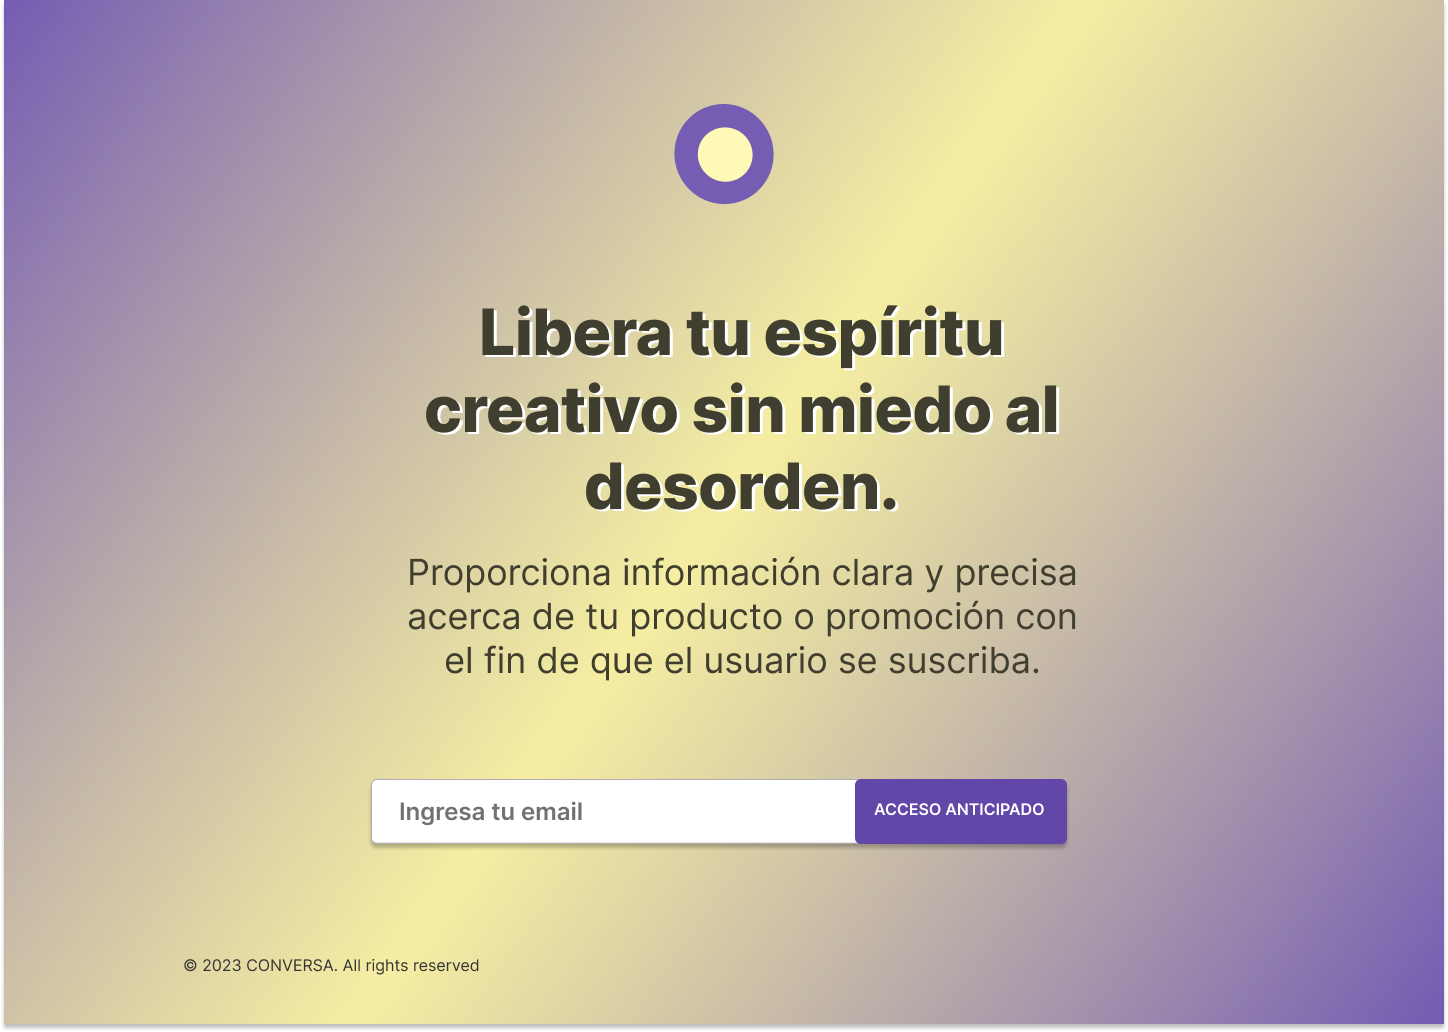 Libera tu espíritu
creativo sin miedo al
desorden.
Proporciona información clara y precisa
acerca de tu producto o promoción con
el fin de que el usuario se suscriba.
Ingresa tu email
ACCESO ANTICIPADO
© 2023 CONVERSA. All rights reserved